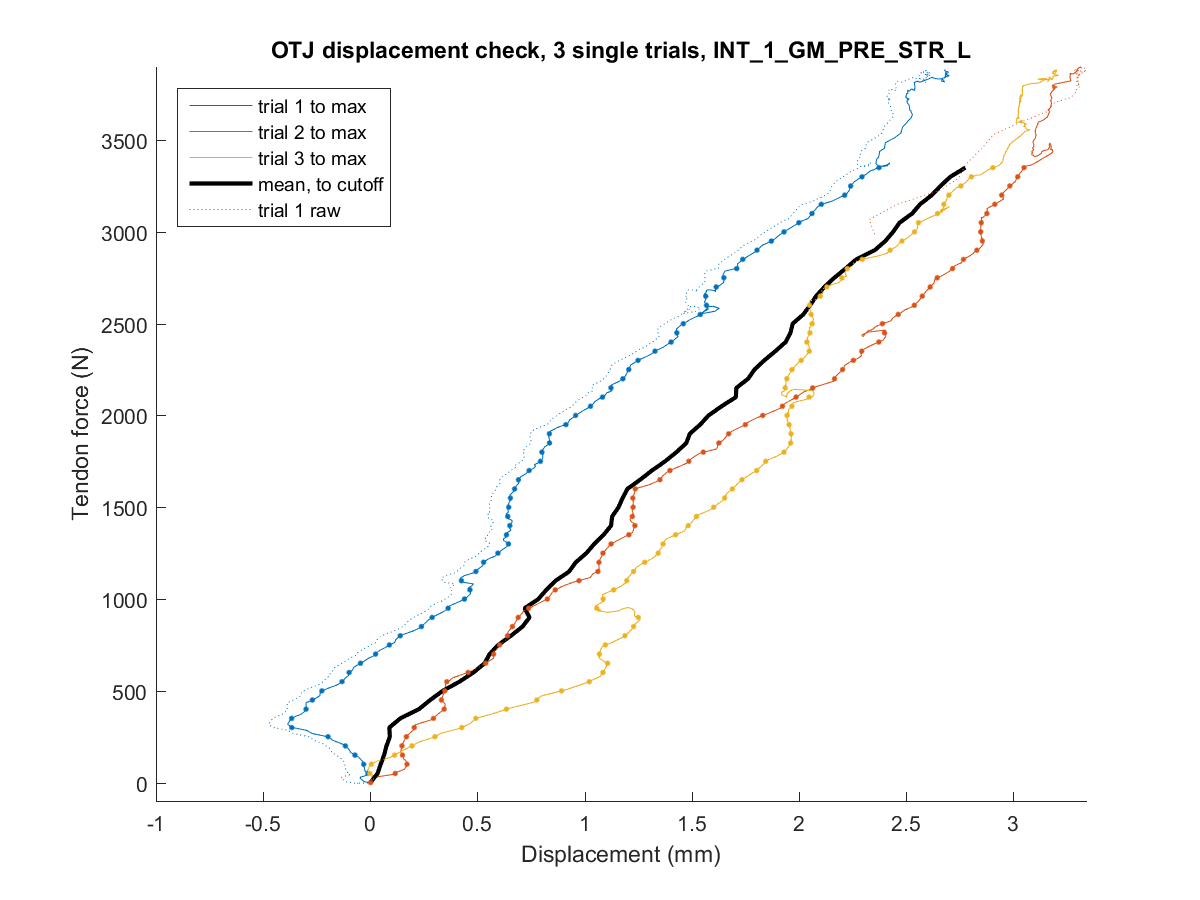 OTJ displacement check, 3 single trials, INT_1_GM_PRE_STR_L
trial 1 to max
trial 2 to max
trial 3 to max
mean, to cutoff
trial 1 raw
3500
3000
2500
2000
1500
1000
500
0
Tendon force (N)
-1
-0.5
0
0.5
1
1.5
2
2.5
3
Displacement (mm)